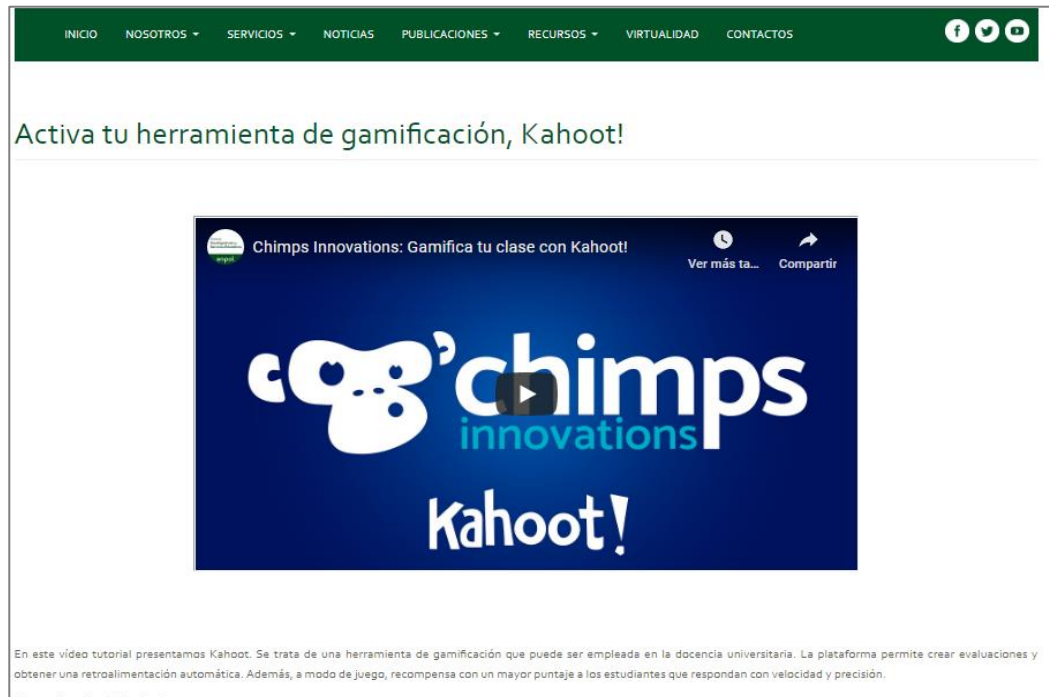 INICIO NOSOTROS SERVICIOS NOTICIAS PUBLICACIONES RECURSOS VIRTUALIDAD CONTACTOS
Activa tu herramienta de gamificación, Kahoot!
Chimps Innovations: Gamifica tu clase con Kahoot!
Ver más ta... Compartir
espol
'chimps
innovations
Kahoot!
En este vídeo tutorial presentamos Kahoot. Se trata de una herramienta de gamificación que puede ser empleada en la docencia universitaria. La plataforma permite crear evaluaciones y
obtener una retroalimentación automática. Además, a modo de juego, recompensa con un mayor puntaje a los estudiantes que respondan con velocidad y precisión.